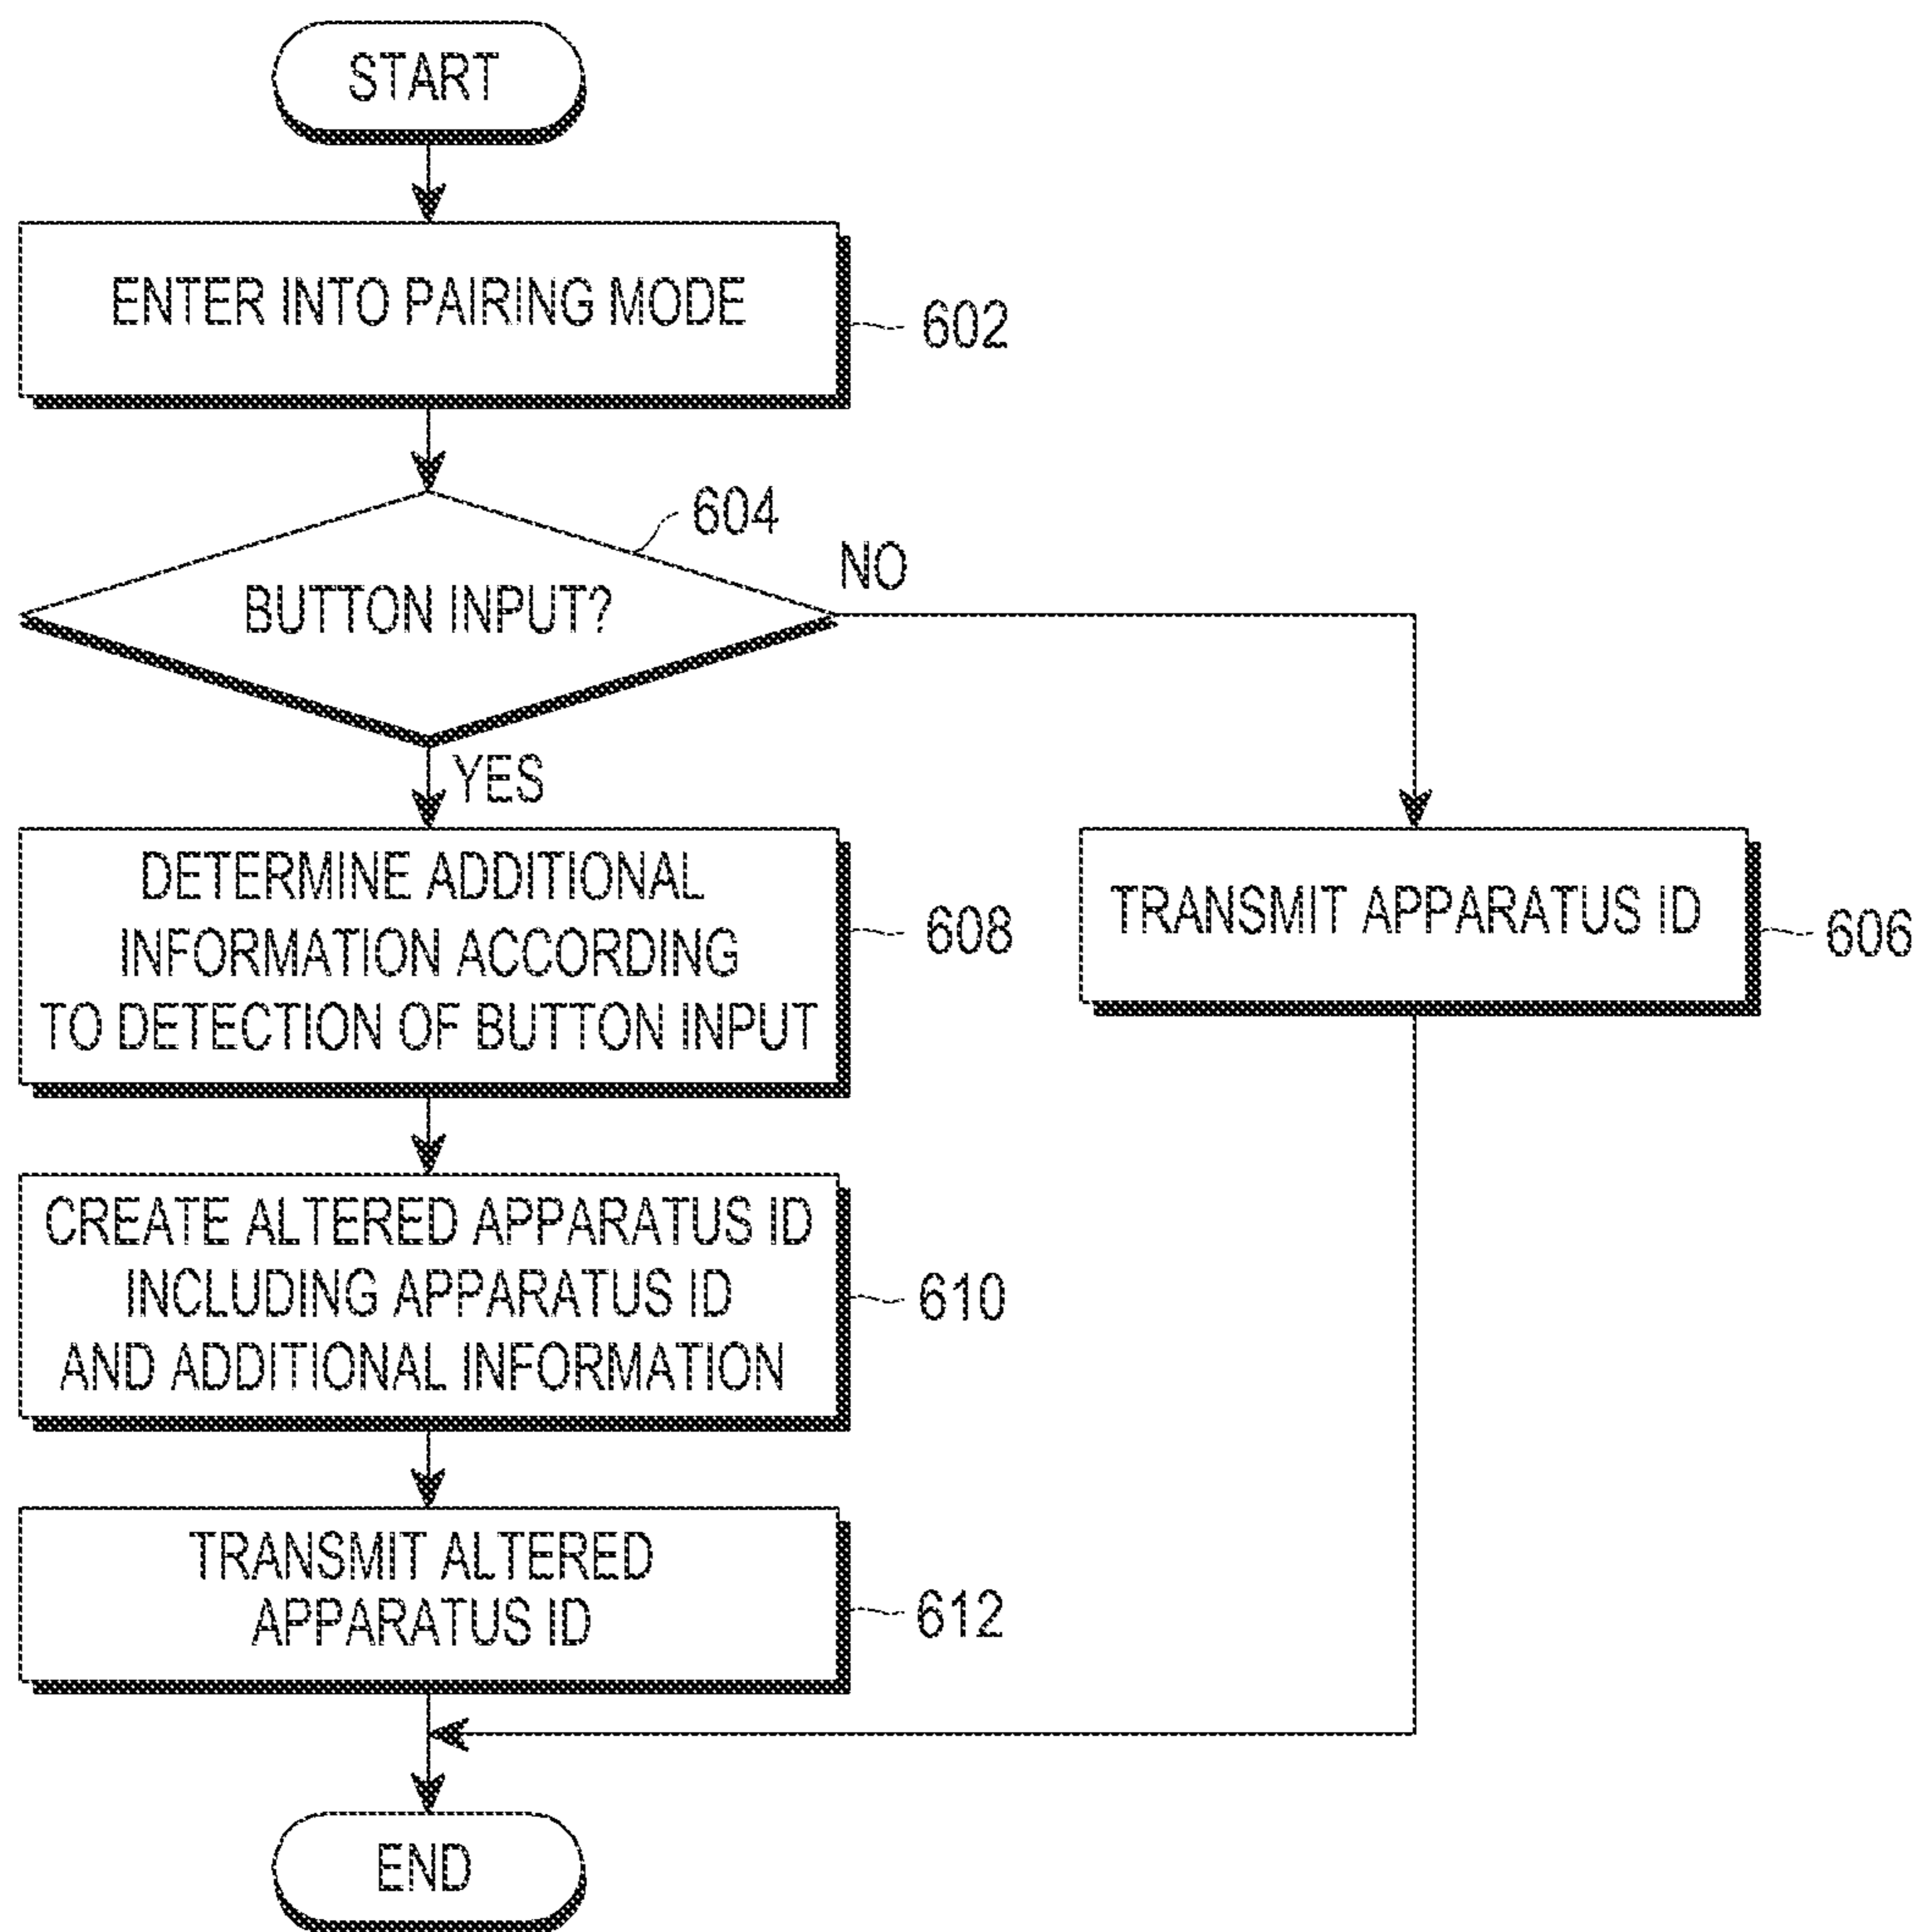 START
ENTER INTO PAIRING MODE
602
604
BUTTON INPUT?
NO
YES
DETERMINE ADDITIONAL
INFORMATION ACCORDING
TO DETECTION OF BUTTON INPUT
608
TRANSMIT APPARATUS ID
606
CREATE ALTERED APPARATUS ID
INCLUDING APPARATUS ID
AND ADDITIONAL INFORMATION
610
TRANSMIT ALTERED
APPARATUS ID
612
END